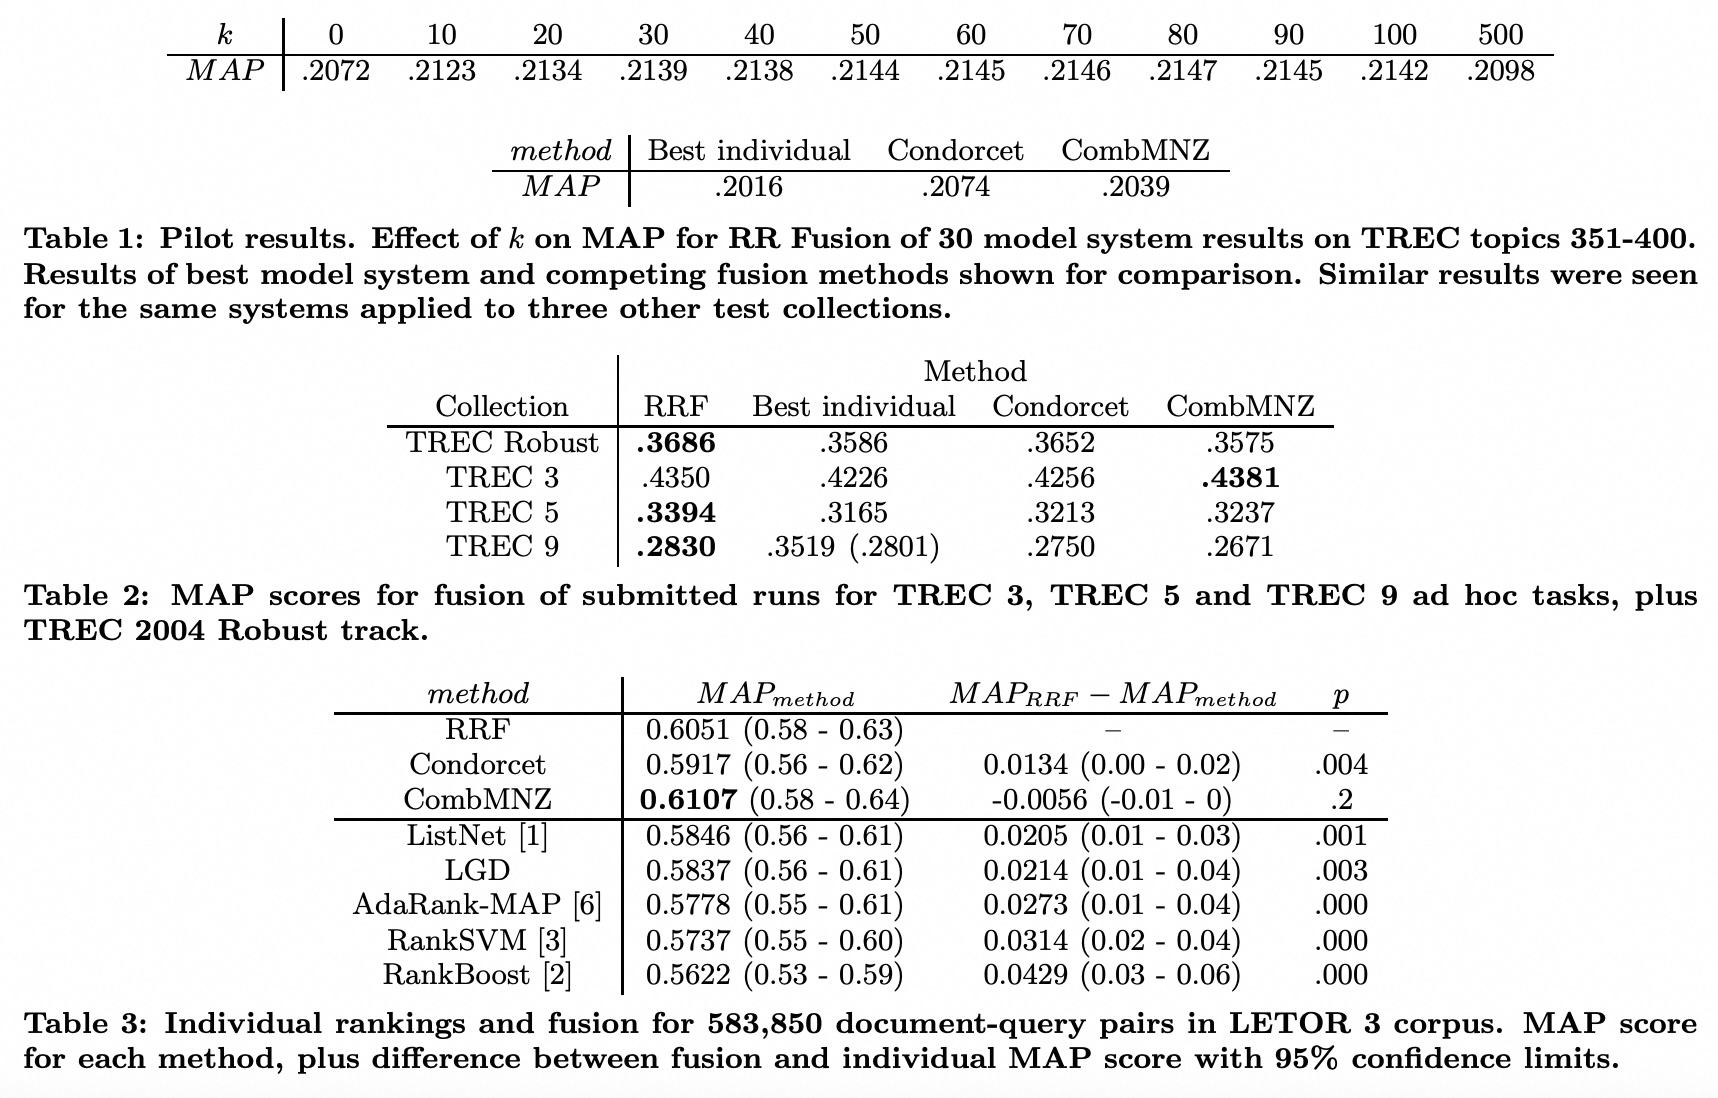 k 0 10 20 30 40 50 60 70 80 90 100 500
MAP .2072 .2123 .2134 .2139 .2138 .2144 .2145 .2146 .2147 .2145 .2142 .2098
method Best individual Condorcet CombMNZ
MAP .2016 .2074 .2039
Table 1: Pilot results. Effect of k on MAP for RR Fusion of 30 model system results on TREC topics 351-400.
Results of best model system and competing fusion methods shown for comparison. Similar results were seen
for the same systems applied to three other test collections.
Method
Collection RRF Best individual Condorcet CombMNZ
TREC Robust .3686 .3586 .3652 .3575
TREC 3 .4350 .4226 .4256 .4381
TREC 5 .3394 .3165 .3213 .3237
TREC 9 .2830 .3519 (.2801) .2750 .2671
Table 2: MAP scores for fusion of submitted runs for TREC 3, TREC 5 and TREC 9 ad hoc tasks, plus
TREC 2004 Robust track.
method MAPmethod MAPRRF − MAPmethod p
RRF 0.6051 (0.58 - 0.63) – –
Condorcet 0.5917 (0.56 - 0.62) 0.0134 (0.00 - 0.02) .004
CombMNZ 0.6107 (0.58 - 0.64) -0.0056 (-0.01 - 0) .2
ListNet [1] 0.5846 (0.56 - 0.61) 0.0205 (0.01 - 0.03) .001
LGD 0.5837 (0.56 - 0.61) 0.0214 (0.01 - 0.04) .003
AdaRank-MAP [6] 0.5778 (0.55 - 0.61) 0.0273 (0.01 - 0.04) .000
RankSVM [3] 0.5737 (0.55 - 0.60) 0.0314 (0.02 - 0.04) .000
RankBoost [2] 0.5622 (0.53 - 0.59) 0.0429 (0.03 - 0.06) .000
Table 3: Individual rankings and fusion for 583,850 document-query pairs in LETOR 3 corpus. MAP score
for each method, plus difference between fusion and individual MAP score with 95% confidence limits.